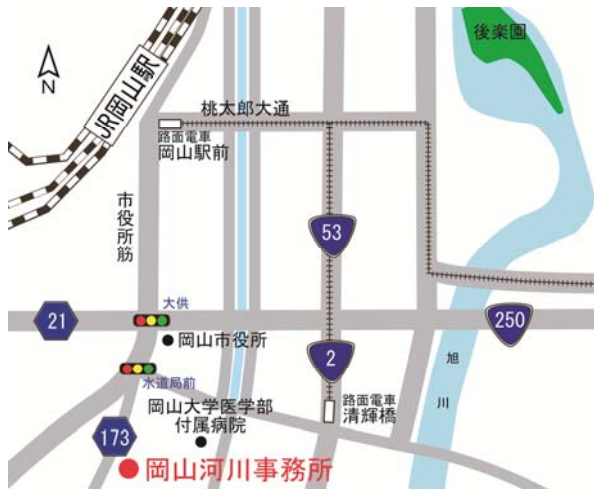 後楽園
N
JR岡山駅
桃太郎大通
路面電車
岡山駅前
市役所筋
53
大供
21
250
岡山市役所
2
旭川
水道局前
路面電車
清輝橋
岡山大学医学部
付属病院
173
岡山河川事務所